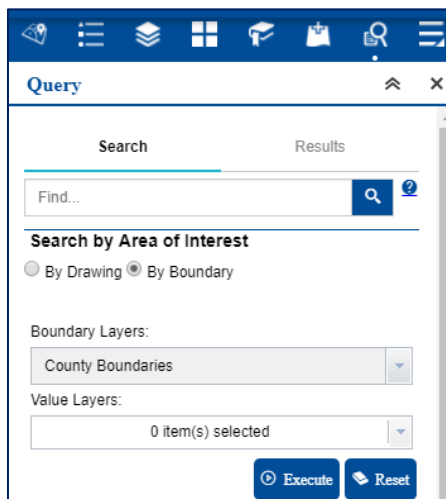 Query
Search Results
Find...
Search by Area of Interest
By Drawing By Boundary
Boundary Layers:
County Boundaries
Value Layers:
0 item(s) selected
Execute Reset